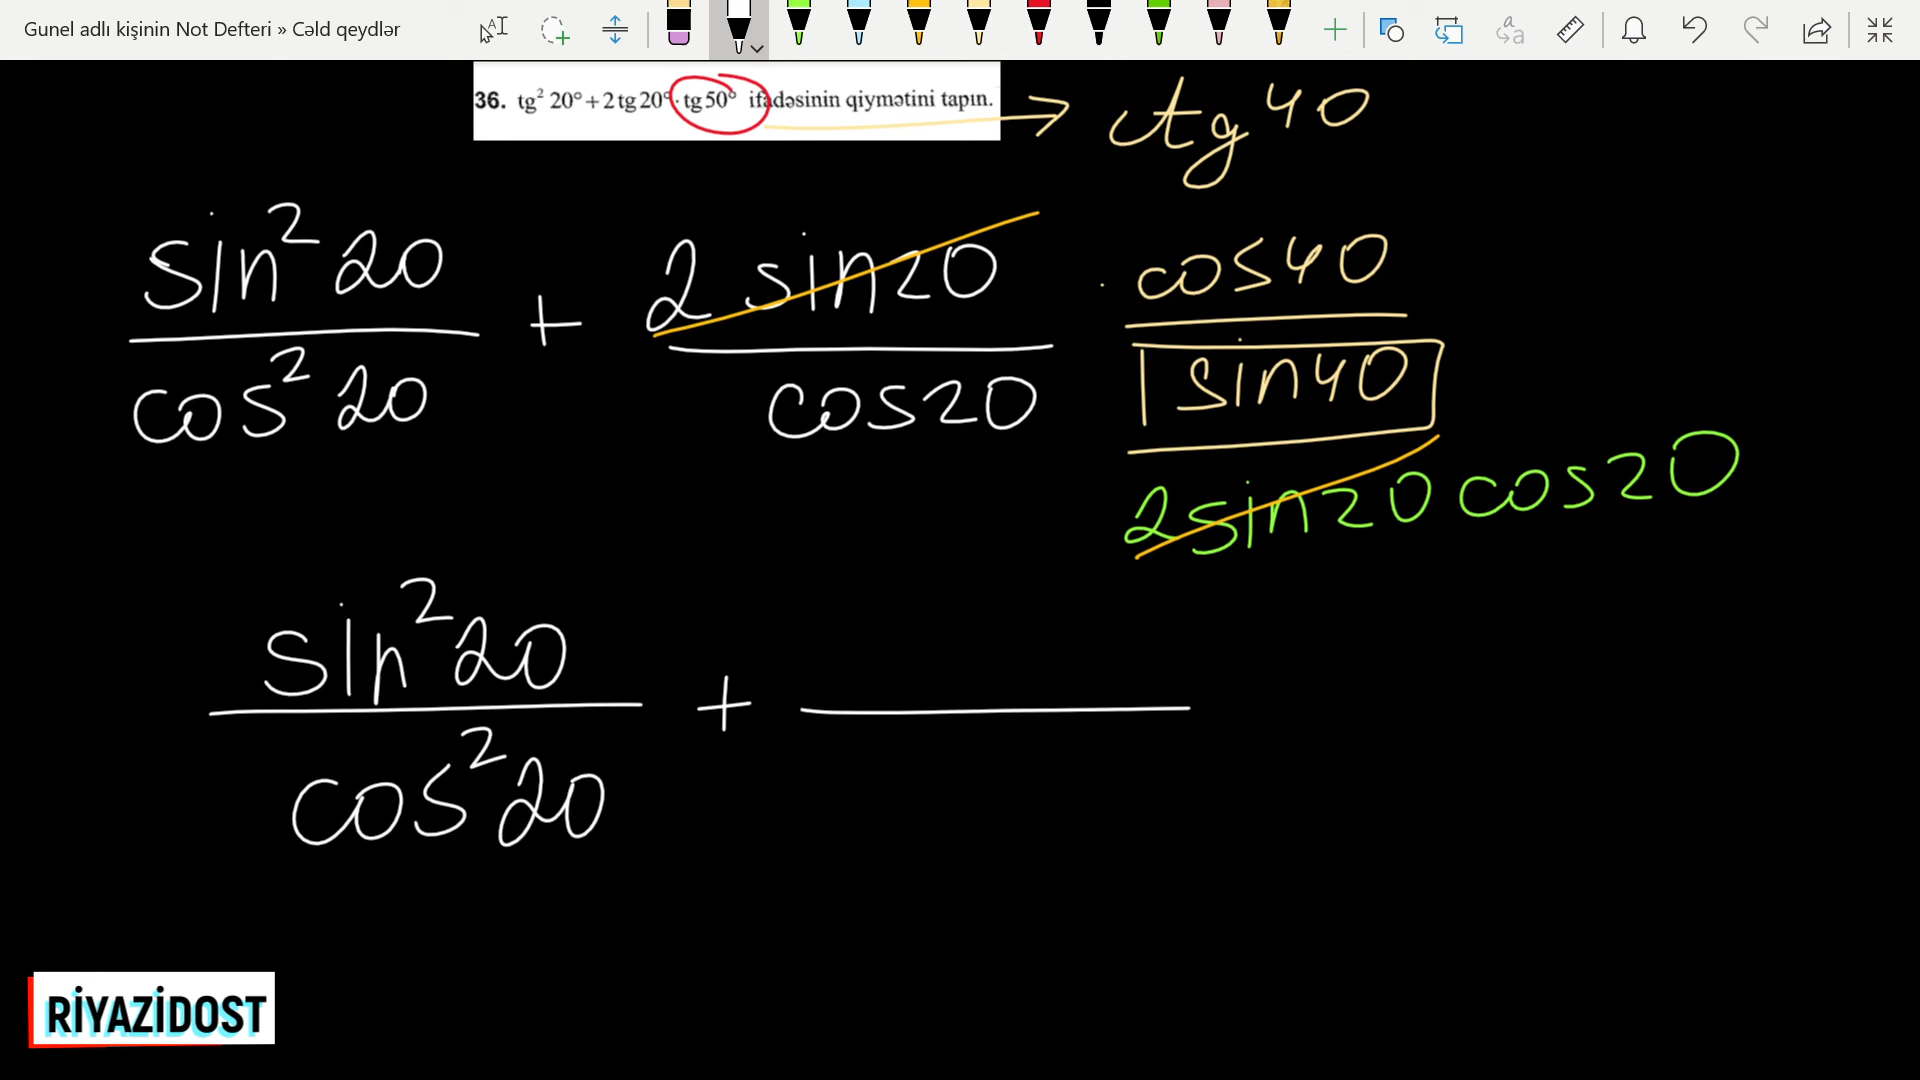 Gunel adlı kişinin Not Defteri » Cəld qeydlər
36. tg² 20° + 2 tg 20° · tg 50° ifadəsinin qiymətini tapın.
ctg 40
sin² 20 / cos² 20 + 2 sin 20 / cos 20 · cos 40 / sin 40
2 sin 20 cos 20
sin² 20 / cos² 20 +
RİYAZİDOST